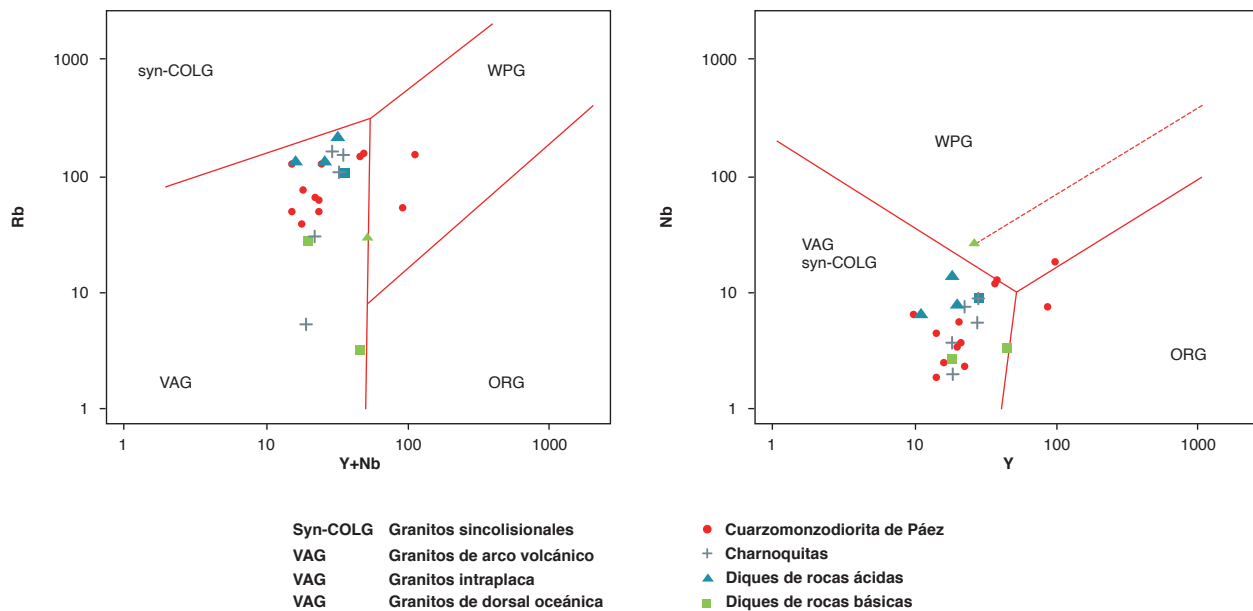 1000
100
10
1
Rb
syn-COLG
WPG
VAG
ORG
1
10
100
1000
Y+Nb
1000
100
10
1
Nb
WPG
VAG
syn-COLG
ORG
1
10
100
1000
Y
Syn-COLG Granitos sincolisionales
VAG Granitos de arco volcánico
VAG Granitos intraplaca
VAG Granitos de dorsal oceánica
Cuarzomonzodiorita de Páez
Charnoquitas
Diques de rocas ácidas
Diques de rocas básicas